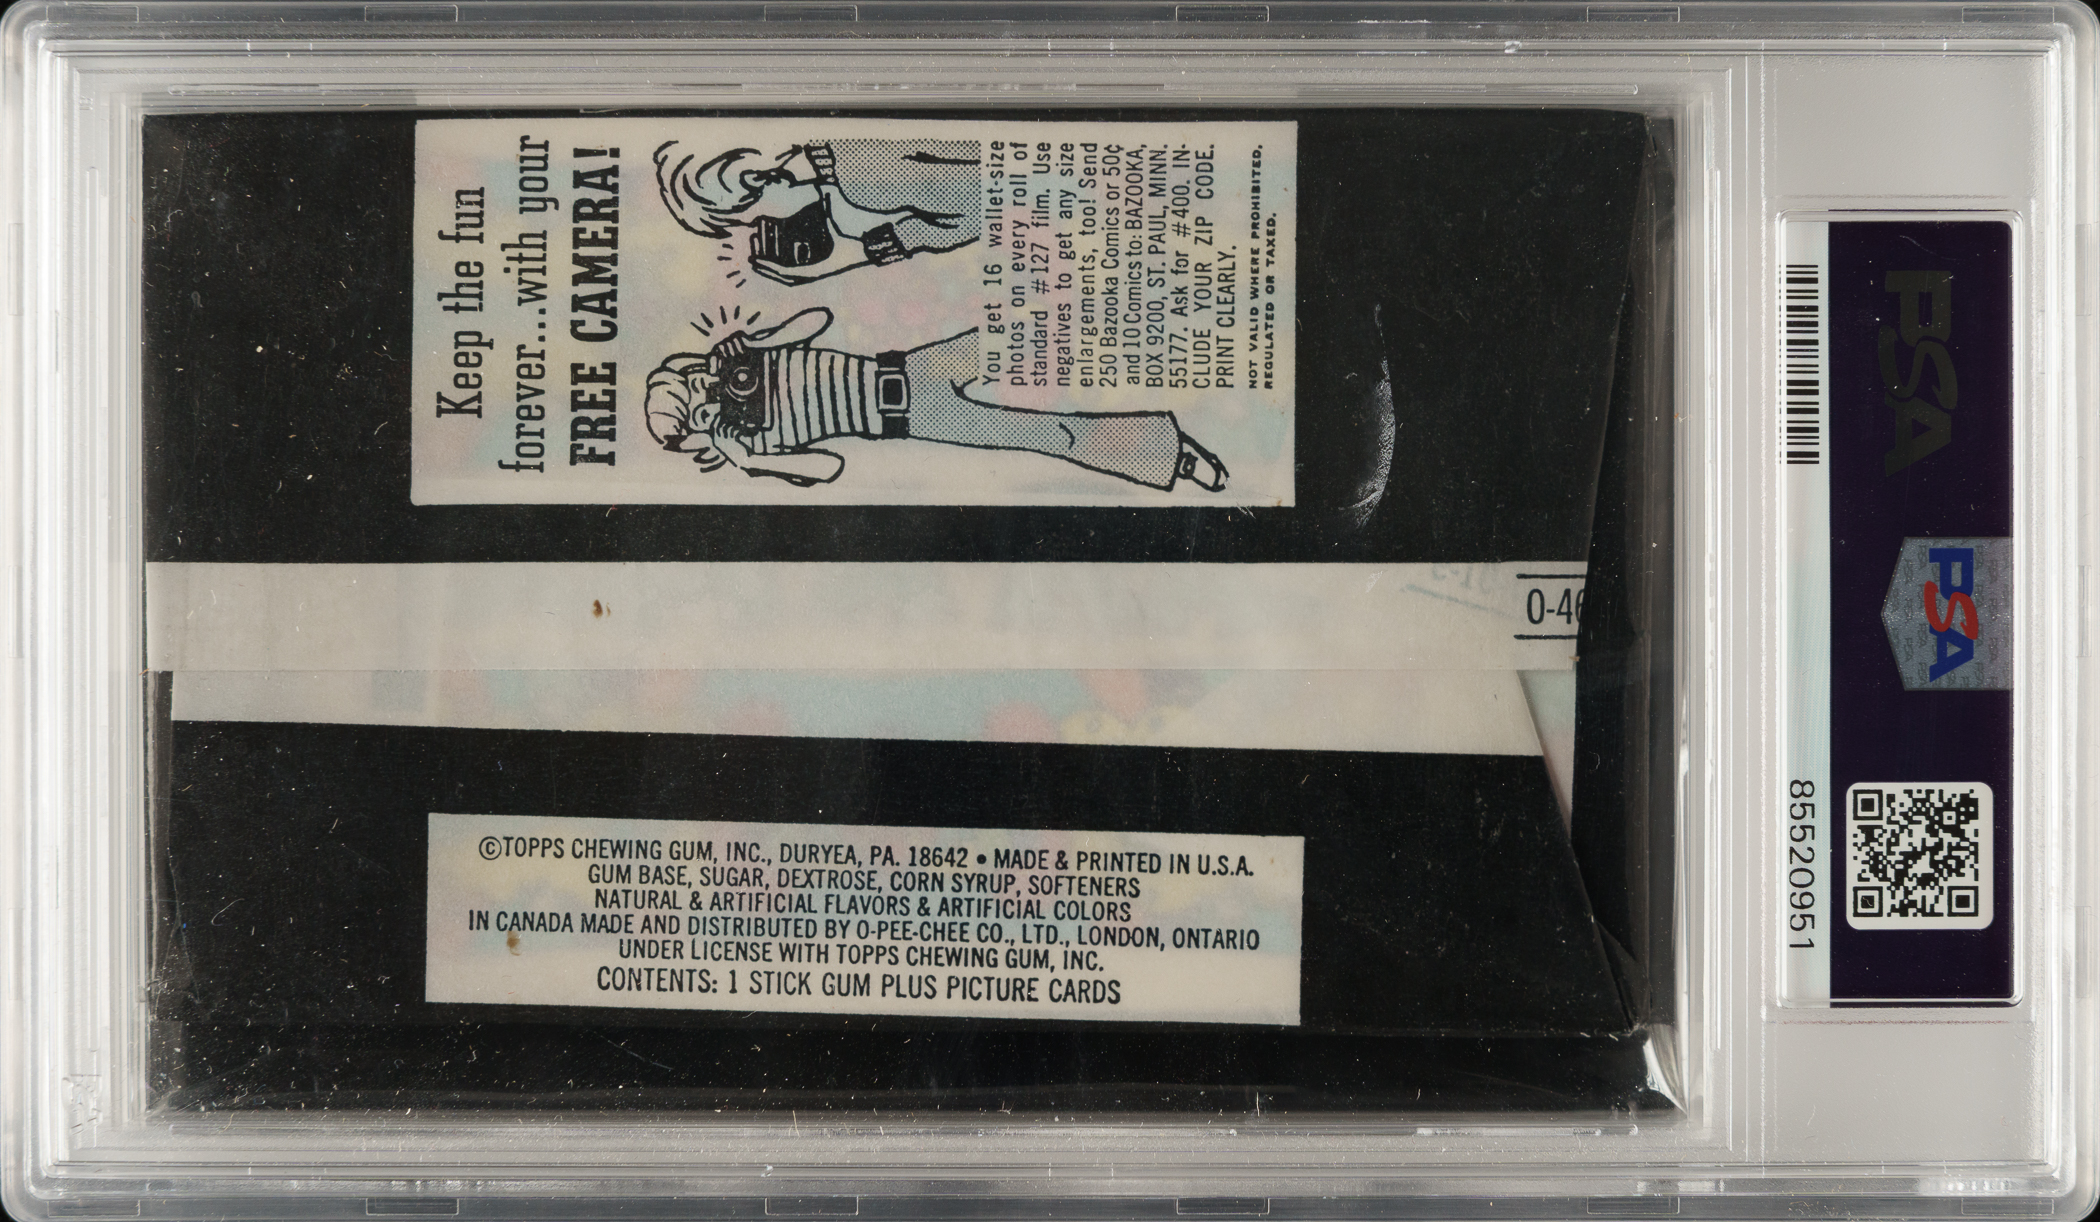 Keep the fun
forever...with your
FREE CAMERA!
You get 16 wallet-size
photos on every roll of
standard #127 film. Use
negatives to get any size
enlargements, too! Send
250 Bazooka Comics or 50¢
and 10 Comics to: BAZOOKA,
BOX 9200, ST. PAUL, MINN.
55177. Ask for #400. IN-
CLUDE YOUR ZIP CODE.
PRINT CLEARLY.
NOT VALID WHERE PROHIBITED,
REGULATED OR TAXED.
0-46
©TOPPS CHEWING GUM, INC., DURYEA, PA. 18642 • MADE & PRINTED IN U.S.A.
GUM BASE, SUGAR, DEXTROSE, CORN SYRUP, SOFTENERS
NATURAL & ARTIFICIAL FLAVORS & ARTIFICIAL COLORS
IN CANADA MADE AND DISTRIBUTED BY O-PEE-CHEE CO., LTD., LONDON, ONTARIO
UNDER LICENSE WITH TOPPS CHEWING GUM, INC.
CONTENTS: 1 STICK GUM PLUS PICTURE CARDS
PSA
PSA
85520951